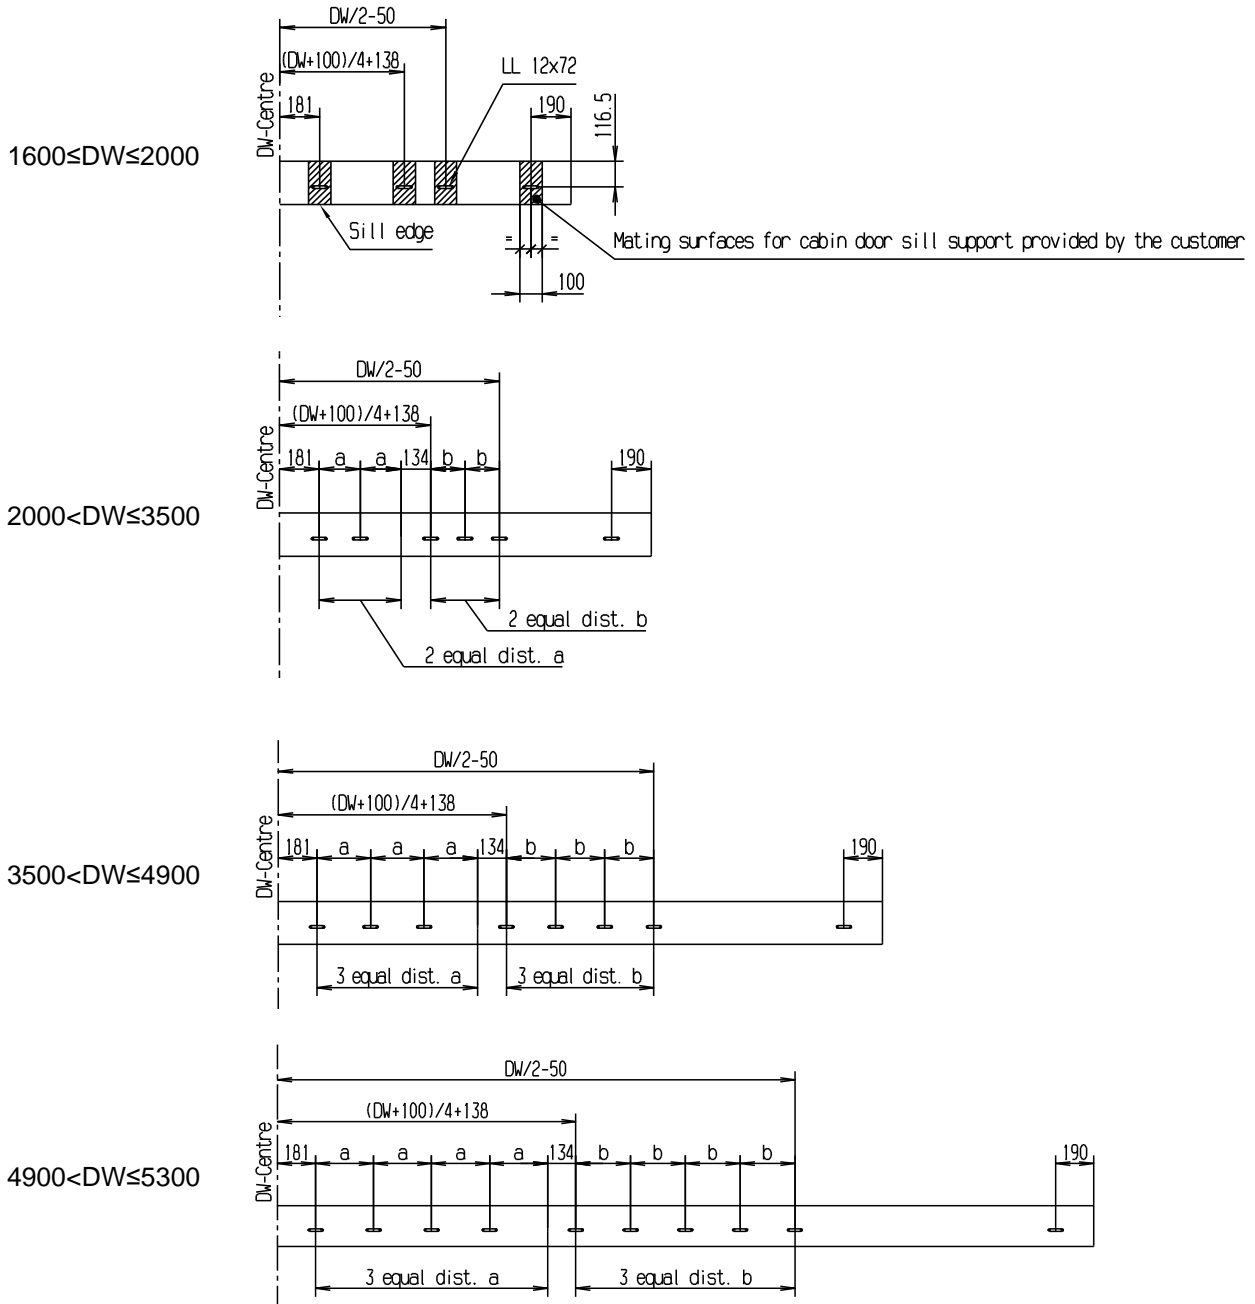 DW/2-50
(DW+100)/4+138
LL 12x72
DW-Centre
181
190
116.5
1600≤DW≤2000
Sill edge
= =
Mating surfaces for cabin door sill support provided by the customer
100
DW/2-50
(DW+100)/4+138
DW-Centre
181 a a 134 b b 190
2000<DW≤3500
2 equal dist. b
2 equal dist. a
DW/2-50
(DW+100)/4+138
DW-Centre
181 a a a 134 b b b 190
3500<DW≤4900
3 equal dist. a 3 equal dist. b
DW/2-50
(DW+100)/4+138
DW-Centre
181 a a a a 134 b b b b 190
4900<DW≤5300
3 equal dist. a 3 equal dist. b